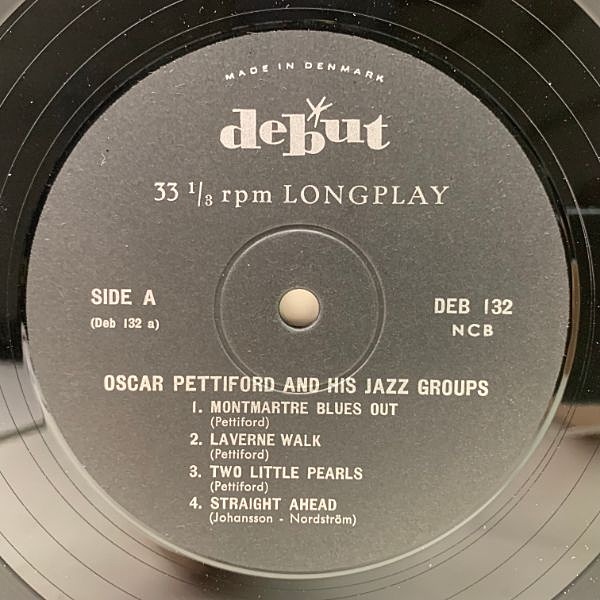 MADE IN DENMARK
debut
33 1/3 rpm LONGPLAY
SIDE A
(Deb 132 a)
DEB 132
NCB
OSCAR PETTIFORD AND HIS JAZZ GROUPS
1. MONTMARTRE BLUES OUT
(Pettiford)
2. LAVERNE WALK
(Pettiford)
3. TWO LITTLE PEARLS
(Pettiford)
4. STRAIGHT AHEAD
(Johansson - Nordström)